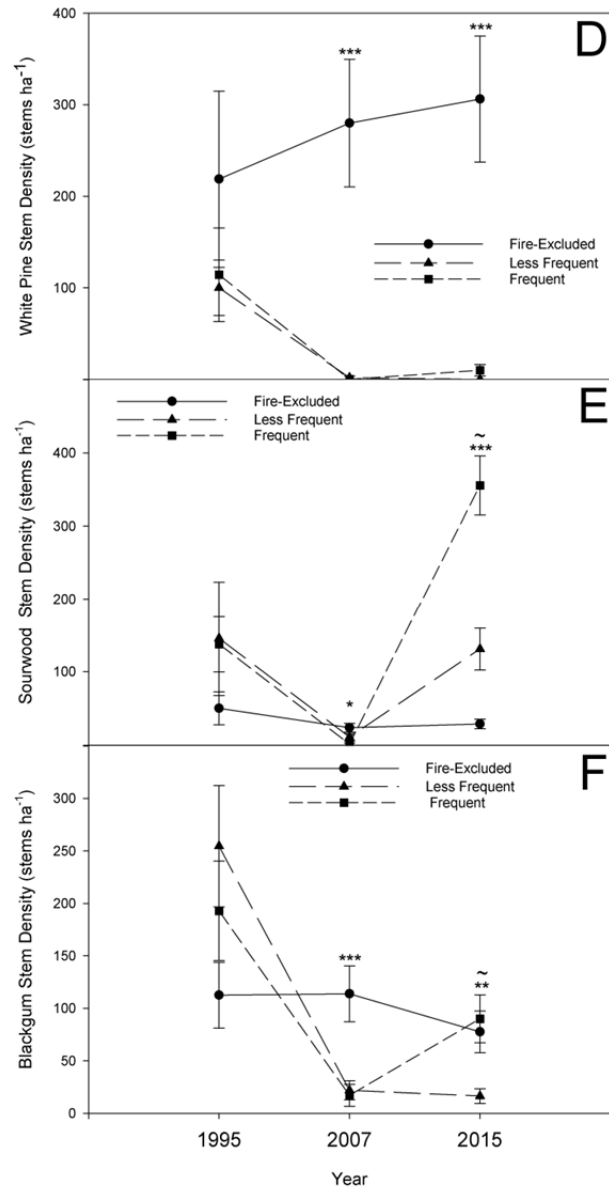 D
400
***
***
300
200
100
White Pine Stem Density (stems ha⁻¹)
Fire-Excluded
Less Frequent
Frequent
E
Fire-Excluded
Less Frequent
Frequent
~
***
400
300
200
100
*
Sourwood Stem Density (stems ha⁻¹)
F
Fire-Excluded
Less Frequent
Frequent
300
250
200
150
100
50
0
***
~
**
Blackgum Stem Density (stems ha⁻¹)
1995 2007 2015
Year